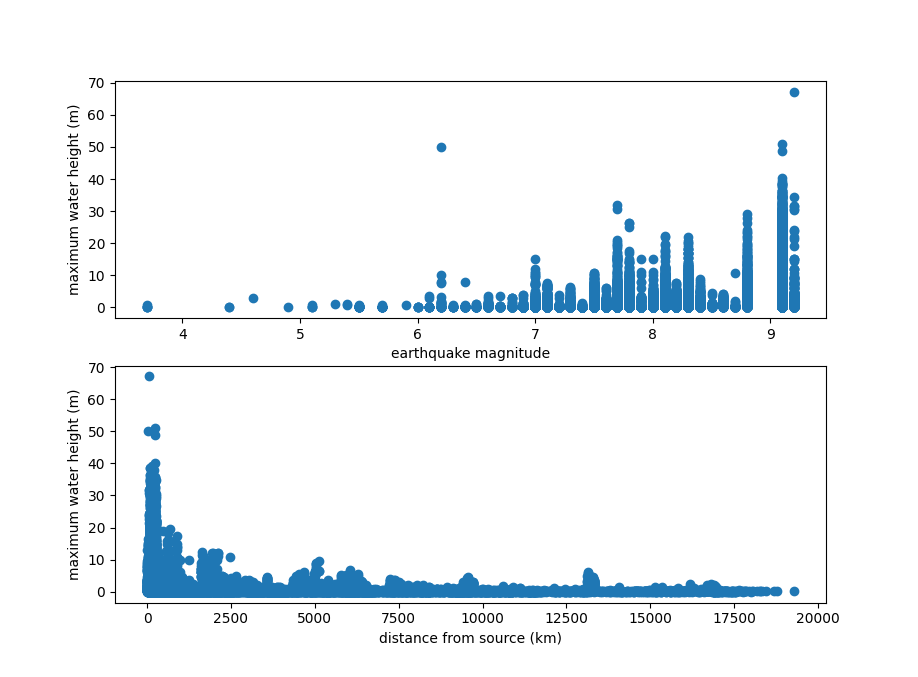 70
60
50
40
30
20
10
0
maximum water height (m)
4 5 6 7 8 9
earthquake magnitude
70
60
50
40
30
20
10
0
maximum water height (m)
0 2500 5000 7500 10000 12500 15000 17500 20000
distance from source (km)